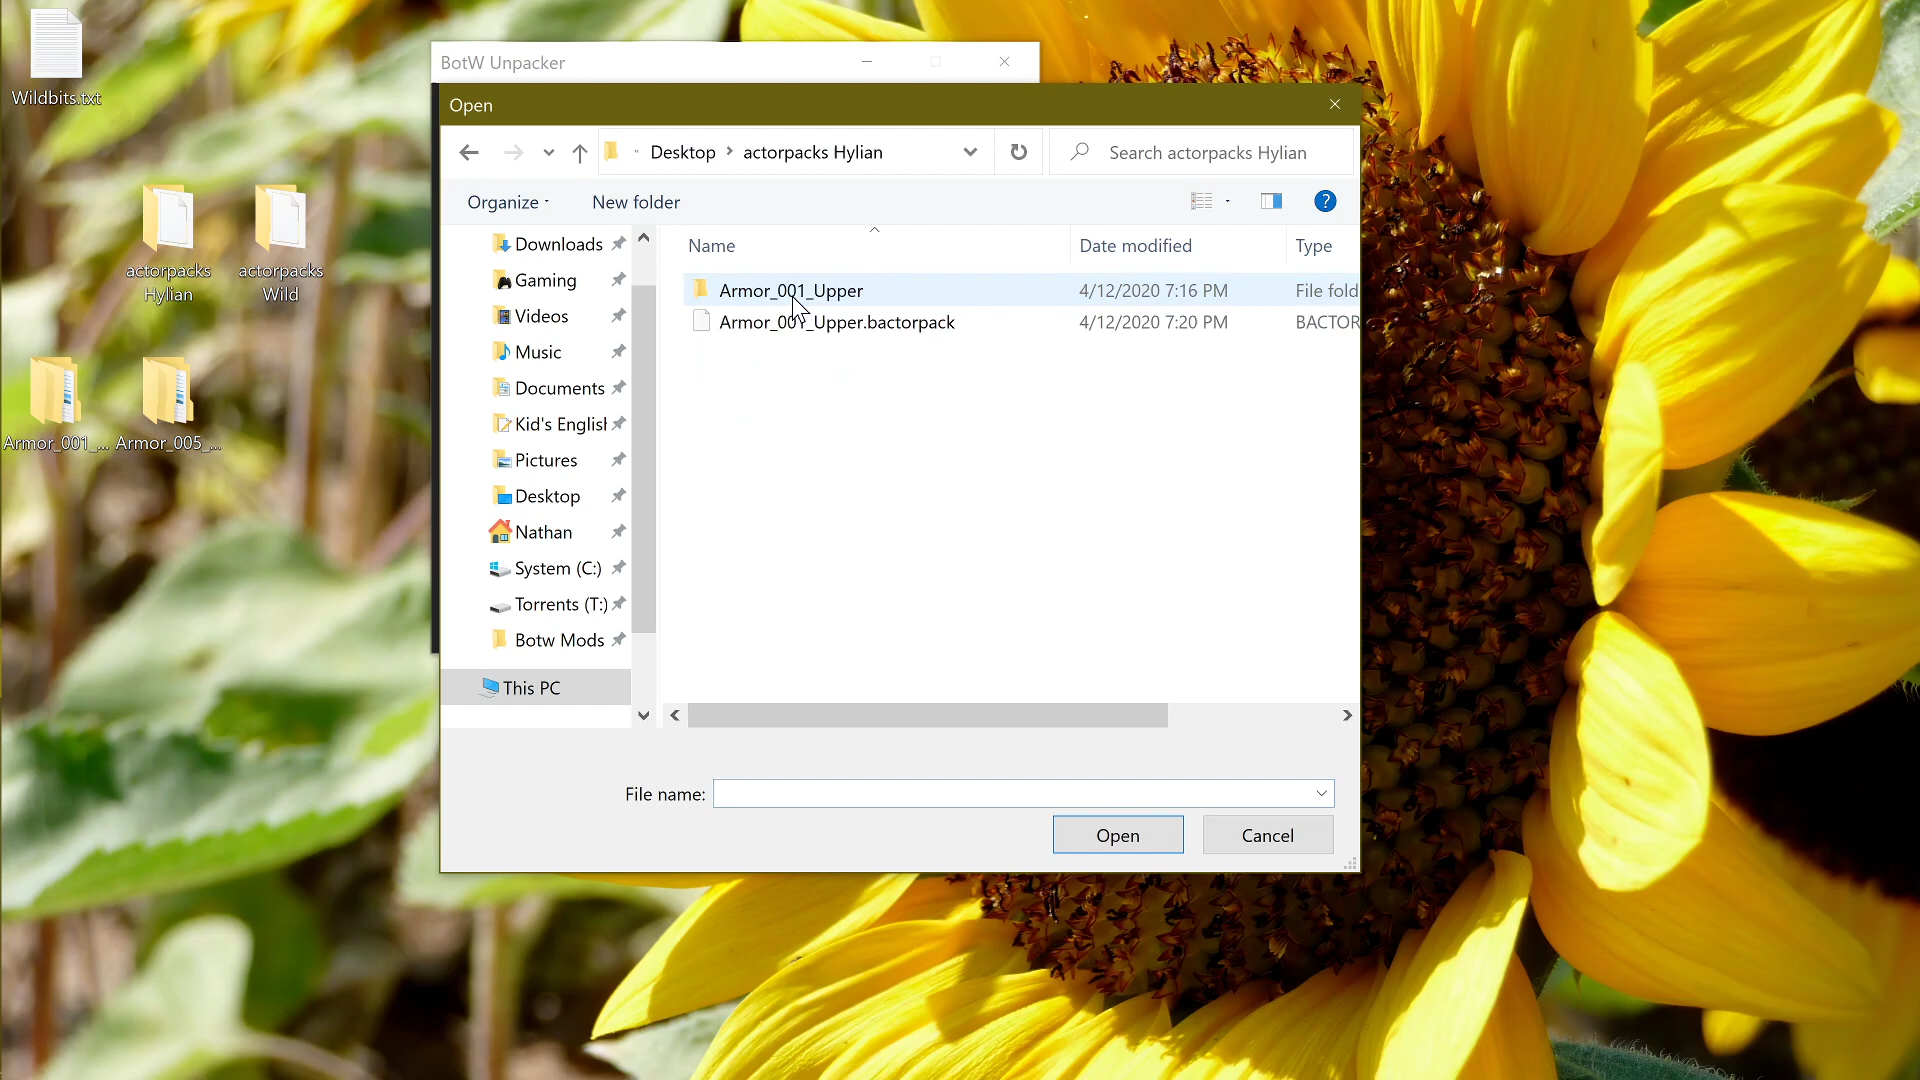 Wildbits.txt
actorpacks
Hylian
actorpacks
Wild
Armor_001_...
Armor_005_...
BotW Unpacker
Open
Desktop
actorpacks Hylian
Search actorpacks Hylian
Organize
New folder
Downloads
Gaming
Videos
Music
Documents
Kid's English
Pictures
Desktop
Nathan
System (C:)
Torrents (T:)
Botw Mods
This PC
Name
Date modified
Type
Armor_001_Upper
4/12/2020 7:16 PM
File fold
Armor_001_Upper.bactorpack
4/12/2020 7:20 PM
BACTOR
File name:
Open
Cancel